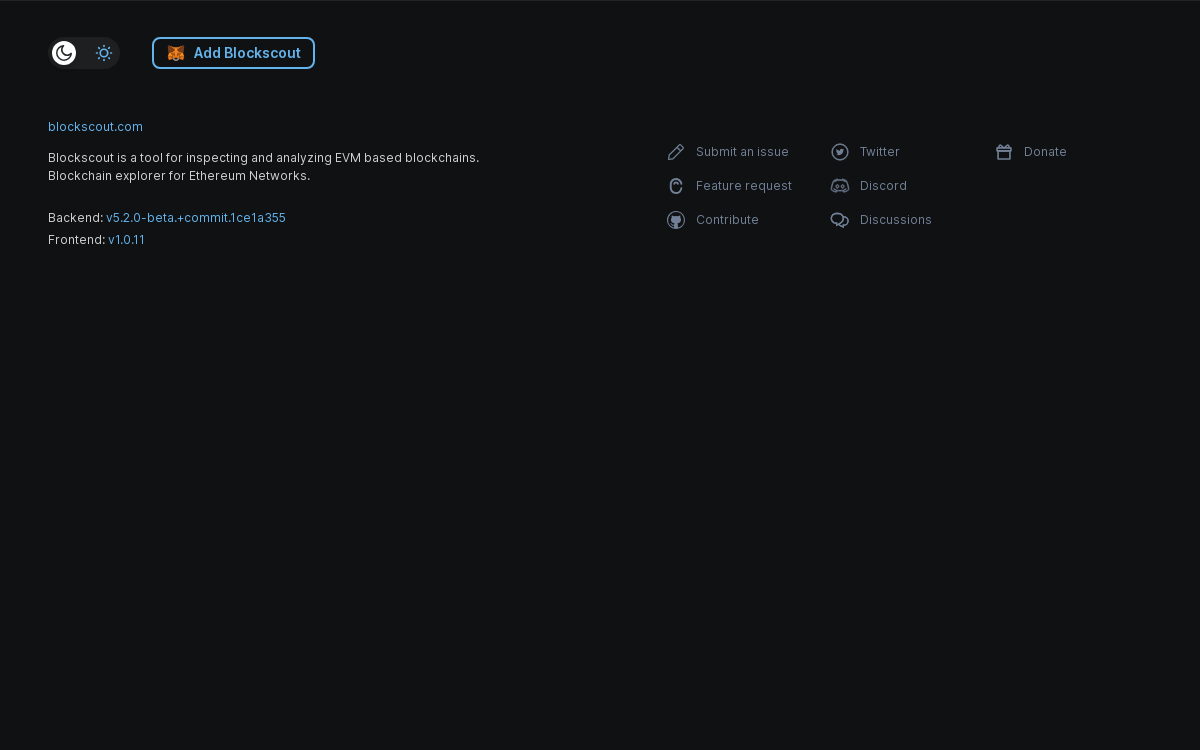 Add Blockscout
blockscout.com
Blockscout is a tool for inspecting and analyzing EVM based blockchains.
Blockchain explorer for Ethereum Networks.
Backend: v5.2.0-beta.+commit.1ce1a355
Frontend: v1.0.11
Submit an issue
Feature request
Contribute
Twitter
Discord
Discussions
Donate